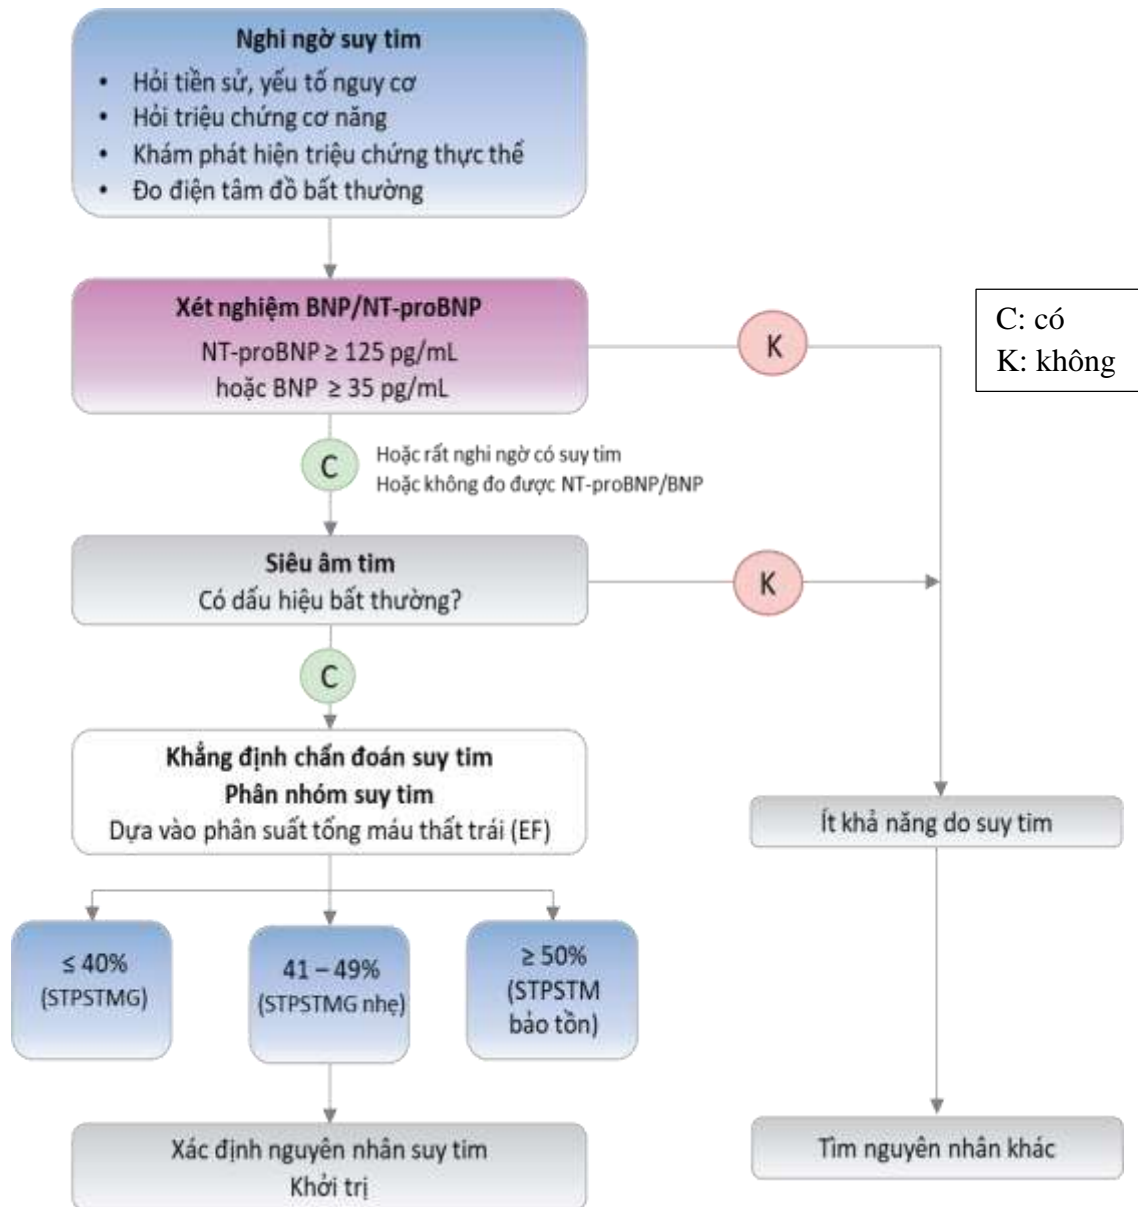 Nghi ngờ suy tim
• Hỏi tiền sử, yếu tố nguy cơ
• Hỏi triệu chứng cơ năng
• Khám phát hiện triệu chứng thực thể
• Đo điện tâm đồ bất thường
Xét nghiệm BNP/NT-proBNP
NT-proBNP ≥ 125 pg/mL
hoặc BNP ≥ 35 pg/mL
K
C: có
K: không
C
Hoặc rất nghi ngờ có suy tim
Hoặc không đo được NT-proBNP/BNP
Siêu âm tim
Có dấu hiệu bất thường?
K
C
Khẳng định chẩn đoán suy tim
Phân nhóm suy tim
Dựa vào phân suất tống máu thất trái (EF)
Ít khả năng do suy tim
≤ 40%
(STPSTMG)
41 – 49%
(STPSTMG nhẹ)
≥ 50%
(STPSTM
bảo tồn)
Xác định nguyên nhân suy tim
Khởi trị
Tìm nguyên nhân khác